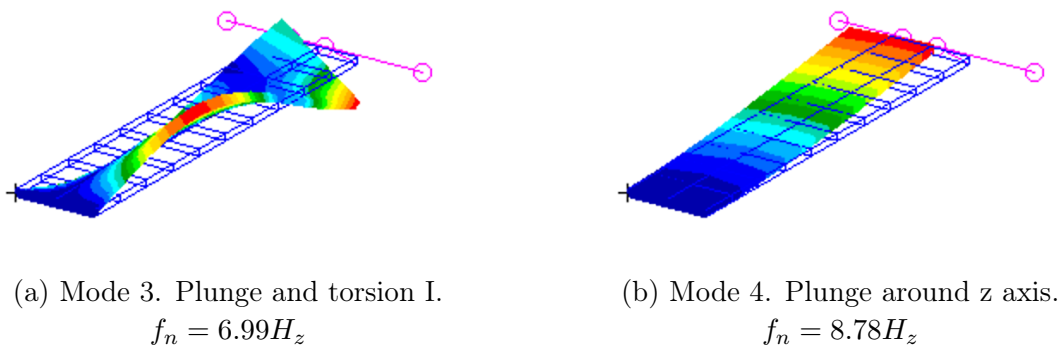 (a) Mode 3. Plunge and torsion I.
f_n = 6.99H_z
(b) Mode 4. Plunge around z axis.
f_n = 8.78H_z